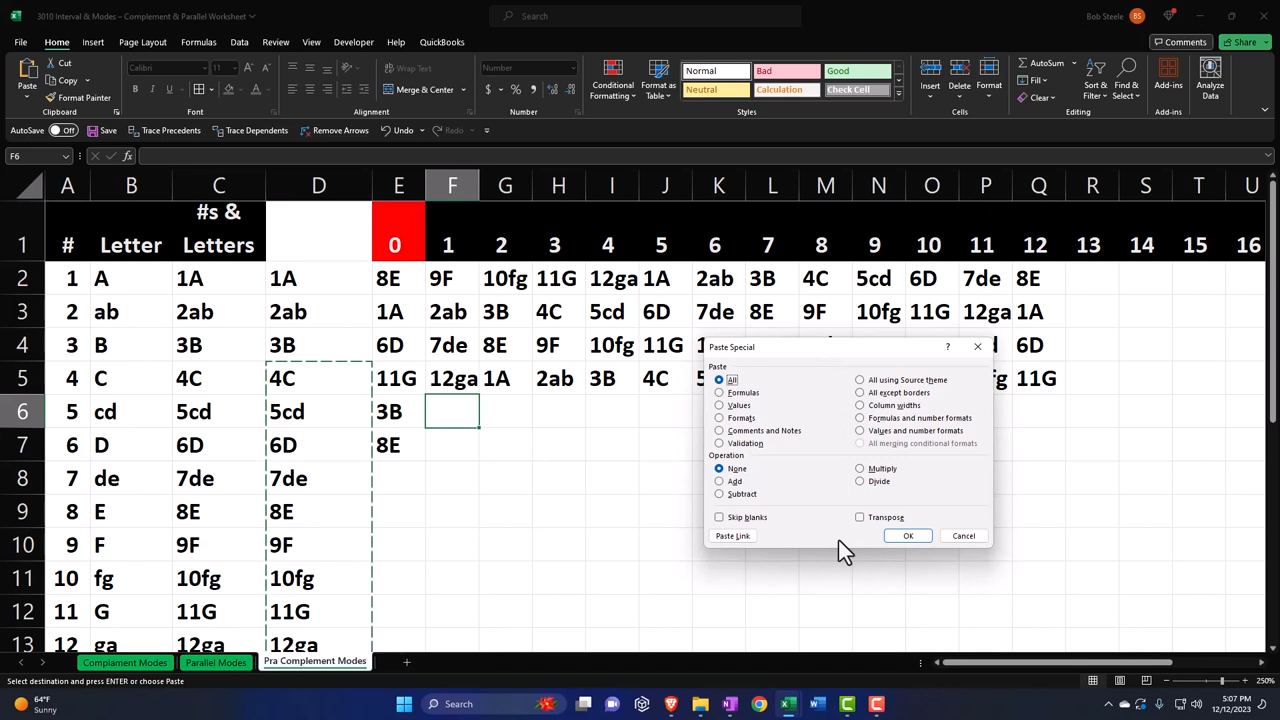 3010 Interval & Modes – Complement & Parallel Worksheet
Search
Bob Steele BS
File Home Insert Page Layout Formulas Data Review View Developer Help QuickBooks
Comments Share
Paste Cut Copy Format Painter
Calibri 11
Wrap Text
Merge & Center
Number
Conditional Formatting Format as Table
Normal Bad Good
Neutral Calculation Check Cell
Insert Delete Format
AutoSum Fill Clear
Sort & Filter Find & Select
Add-ins
Analyze Data
Clipboard Font Alignment Number Styles Cells Editing Add-ins Analysis
AutoSave Off Save Trace Precedents Trace Dependents Remove Arrows Undo Redo
F6 fx
A B C D E F G H I J K L M N O P Q R S T U
1 # Letter #s & Letters 0 1 2 3 4 5 6 7 8 9 10 11 12 13 14 15 16
2 1 A 1A 1A 8E 9F 10fg 11G 12ga 1A 2ab 3B 4C 5cd 6D 7de 8E
3 2 ab 2ab 2ab 1A 2ab 3B 4C 5cd 6D 7de 8E 9F 10fg 11G 12ga 1A
4 3 B 3B 3B 6D 7de 8E 9F 10fg 11G 6D
5 4 C 4C 4C 11G 12ga 1A 2ab 3B 4C 11G
6 5 cd 5cd 5cd 3B
7 6 D 6D 6D 8E
8 7 de 7de 7de
9 8 E 8E 8E
10 9 F 9F 9F
11 10 fg 10fg 10fg
12 11 G 11G 11G
13 12 ga 12ga 12ga
Paste Special ?
Paste
All All using Source theme
Formulas All except borders
Values Column widths
Formats Formulas and number formats
Comments and Notes Values and number formats
Validation All merging conditional formats
Operation
None Multiply
Add Divide
Subtract
Skip blanks Transpose
Paste Link OK Cancel
Complament Modes Parallel Modes Pra Complement Modes
Select destination and press ENTER or choose Paste
250%
64°F
Sunny
Search
5:07 PM
12/12/2023